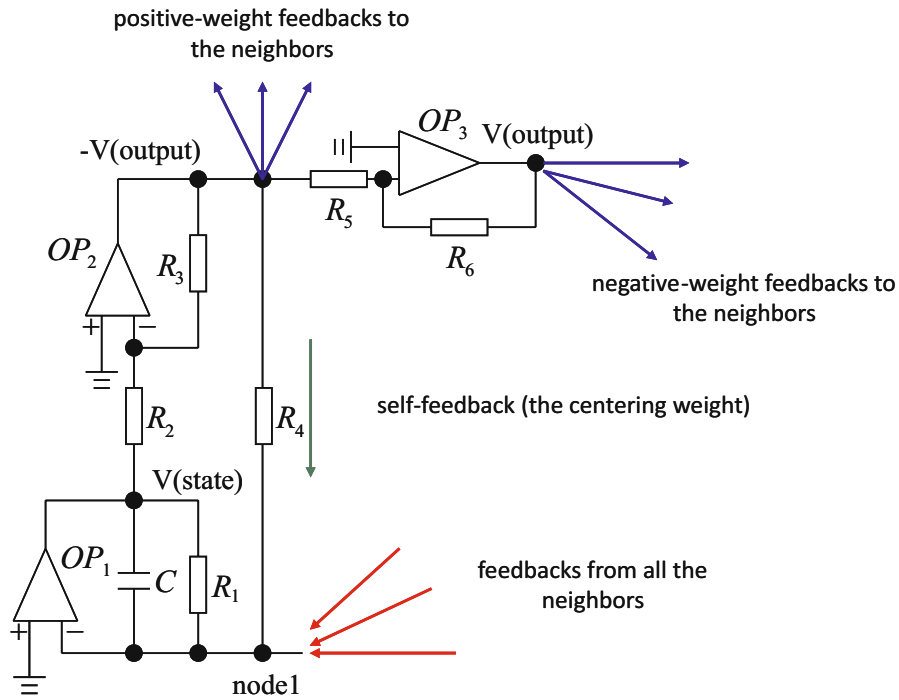 positive-weight feedbacks to
the neighbors
OP₃
V(output)
-V(output)
R₅
OP₂
R₃
R₆
+ −
negative-weight feedbacks to
the neighbors
R₂
R₄
self-feedback (the centering weight)
V(state)
OP₁
C
R₁
feedbacks from all the
neighbors
+ −
node1